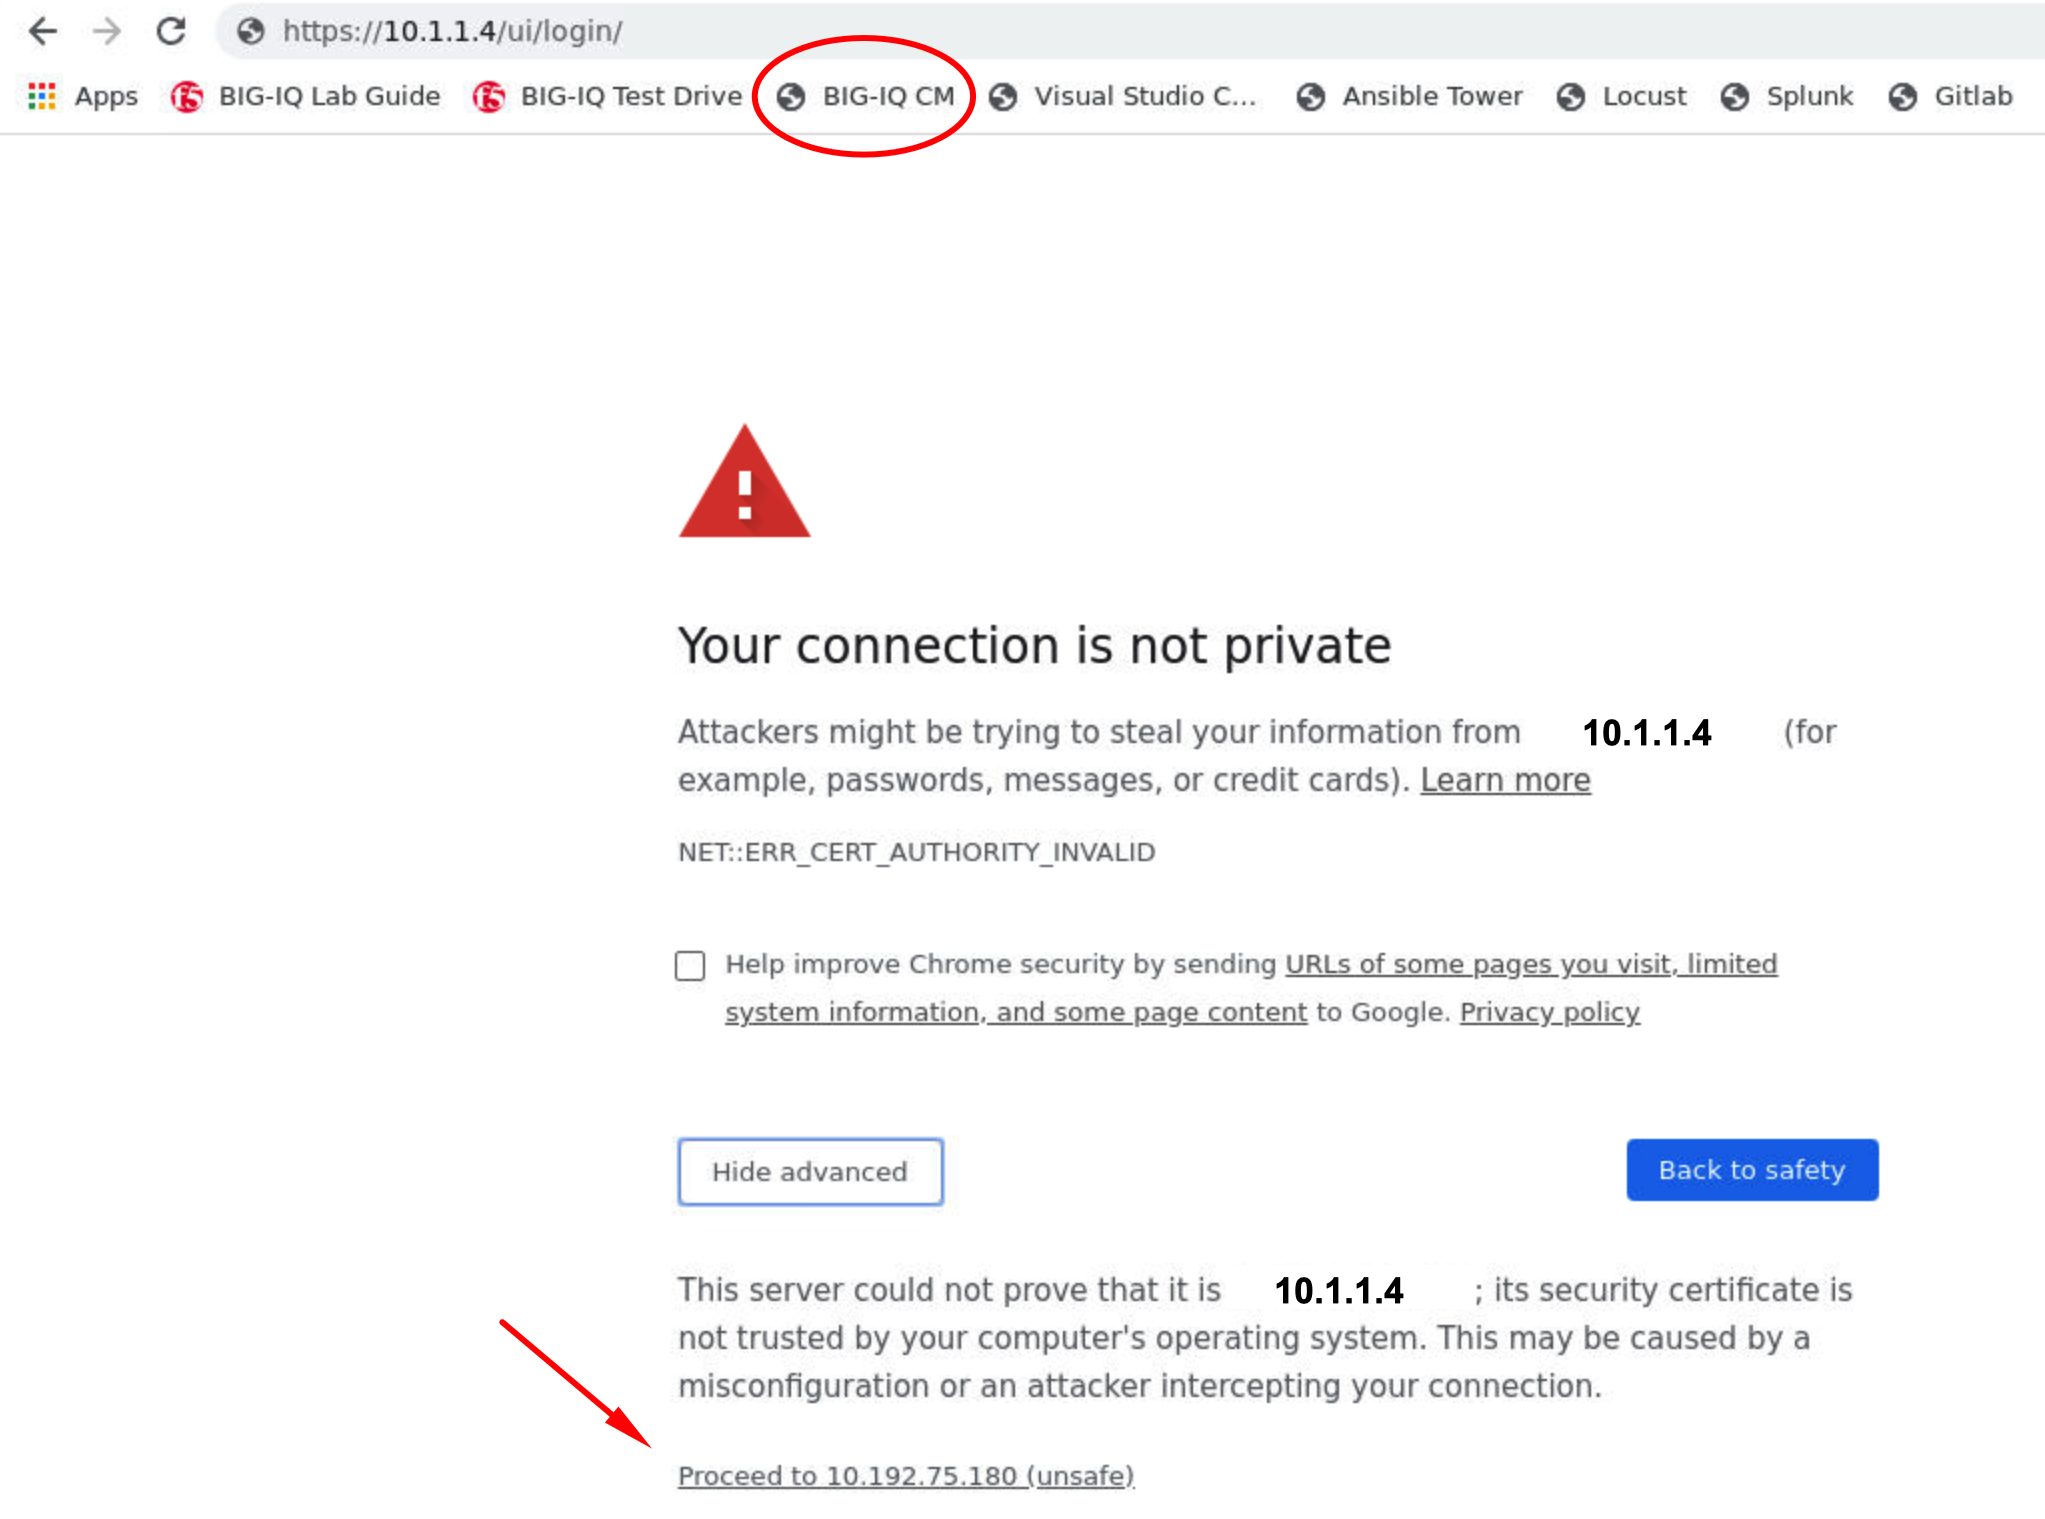 https://10.1.1.4/ui/login/
Apps BIG-IQ Lab Guide BIG-IQ Test Drive BIG-IQ CM Visual Studio C... Ansible Tower Locust Splunk Gitlab
!
Your connection is not private
Attackers might be trying to steal your information from 10.1.1.4 (for
example, passwords, messages, or credit cards). Learn more
NET::ERR_CERT_AUTHORITY_INVALID
Help improve Chrome security by sending URLs of some pages you visit, limited
system information, and some page content to Google. Privacy policy
Hide advanced Back to safety
This server could not prove that it is 10.1.1.4 ; its security certificate is
not trusted by your computer's operating system. This may be caused by a
misconfiguration or an attacker intercepting your connection.
Proceed to 10.192.75.180 (unsafe)